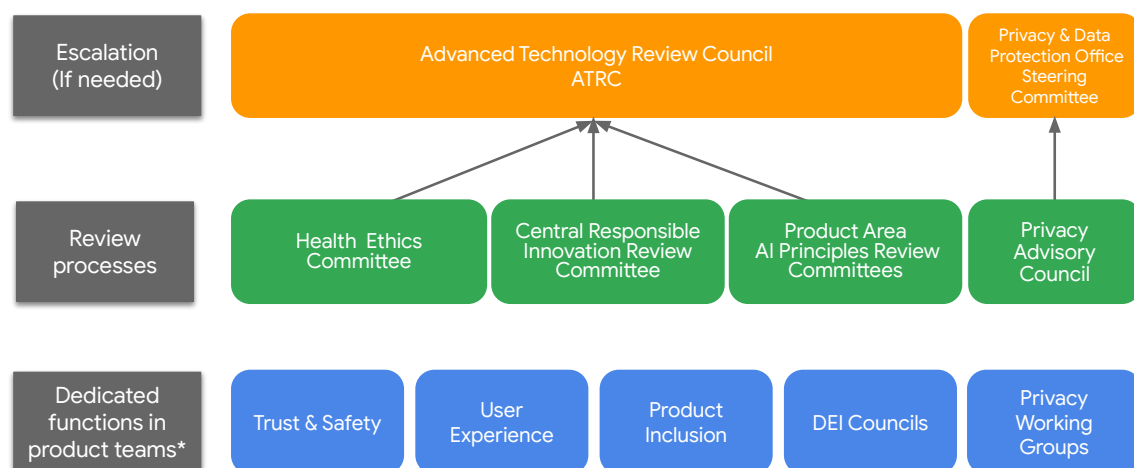 Escalation
(If needed)
Advanced Technology Review Council
ATRC
Privacy & Data
Protection Office
Steering
Committee
Review
processes
Health Ethics
Committee
Central Responsible
Innovation Review
Committee
Product Area
AI Principles Review
Committees
Privacy
Advisory
Council
Dedicated
functions in
product teams*
Trust & Safety
User
Experience
Product
Inclusion
DEI Councils
Privacy
Working
Groups